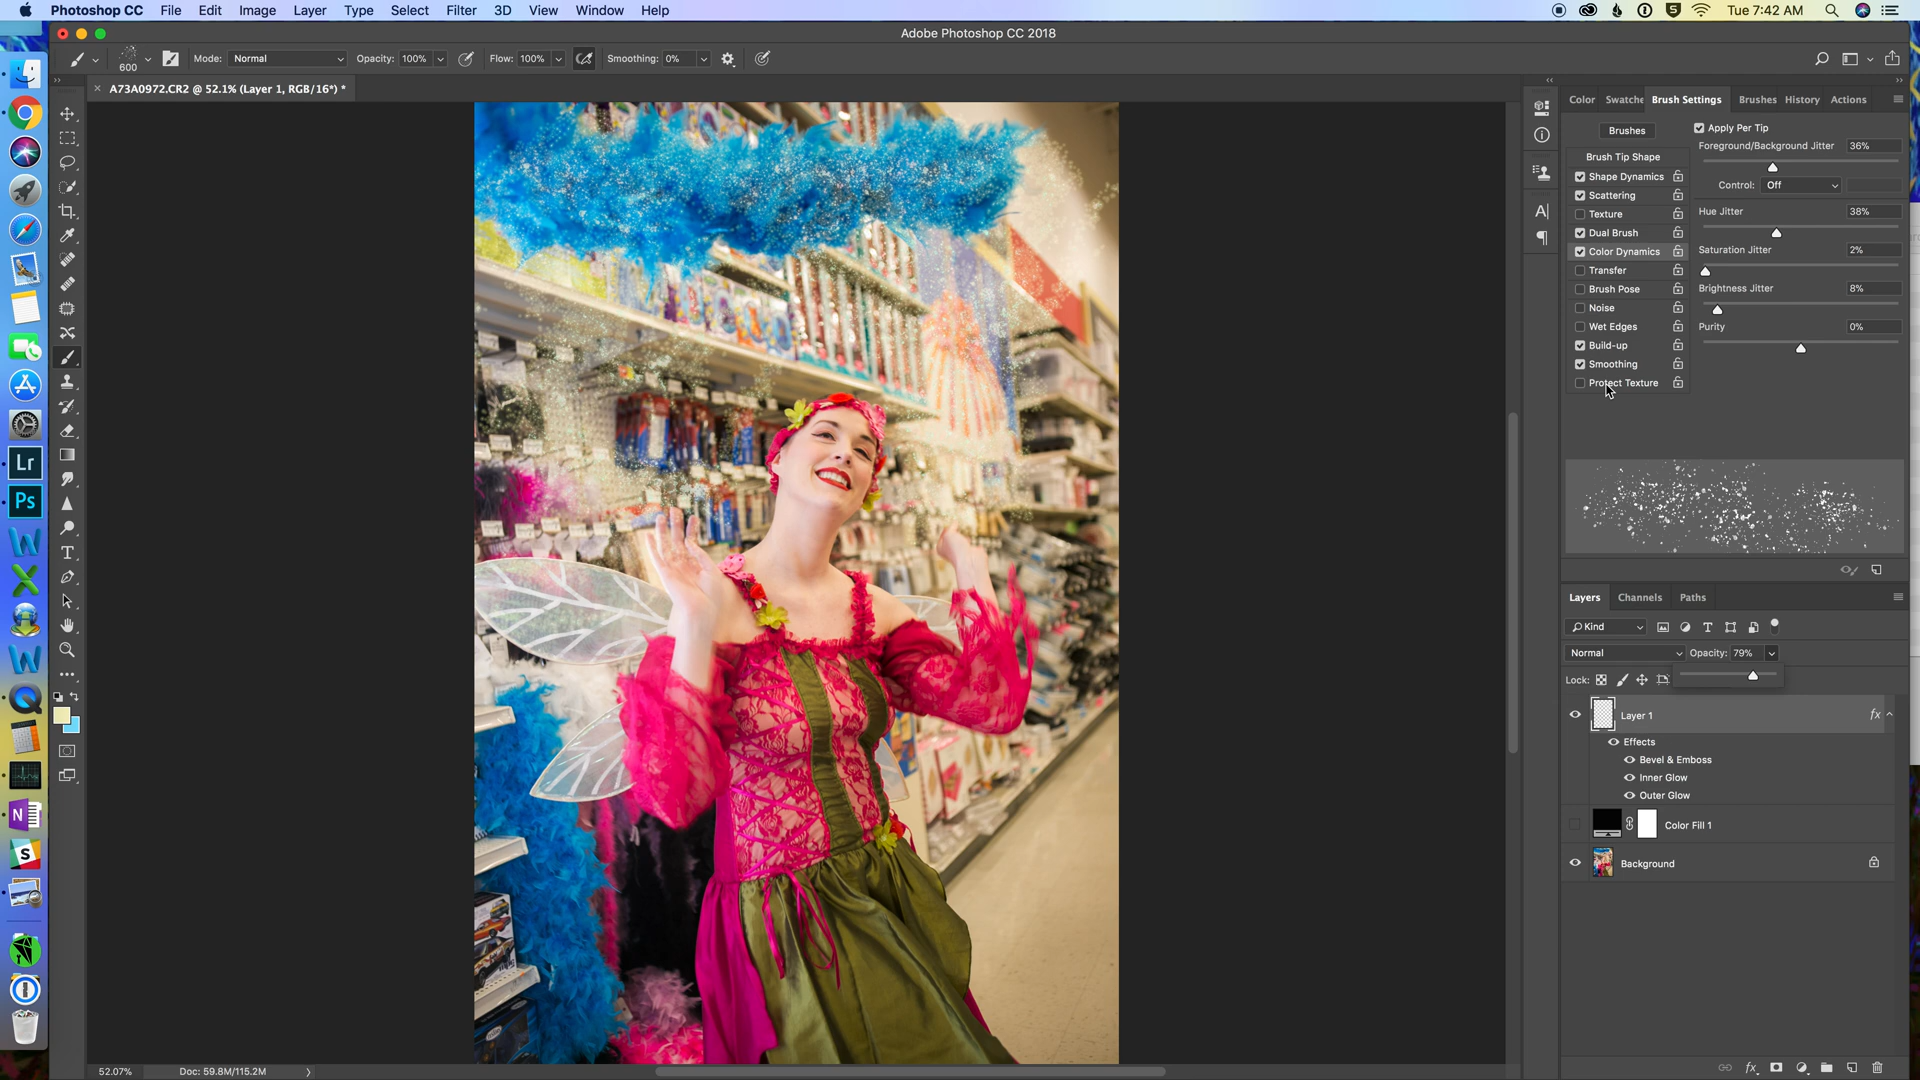 Photoshop CC File Edit Image Layer Type Select Filter 3D View Window Help Tue 7:42 AM
Adobe Photoshop CC 2018
600 Mode: Normal Opacity: 100% Flow: 100% Smoothing: 0%
A73A0972.CR2 @ 52.1% (Layer 1, RGB/16*) *
Color Swatche Brush Settings Brushes History Actions
Brushes
Apply Per Tip
Foreground/Background Jitter 36%
Brush Tip Shape
Shape Dynamics
Control: Off
Scattering
Hue Jitter 38%
Texture
Dual Brush
Color Dynamics
Saturation Jitter 2%
Transfer
Brush Pose
Brightness Jitter 8%
Noise
Wet Edges
Purity 0%
Build-up
Smoothing
Protect Texture
Layers Channels Paths
Kind
Normal Opacity: 79%
Lock:
Layer 1 fx
Effects
Bevel & Emboss
Inner Glow
Outer Glow
Color Fill 1
Background
Lr
Ps
52.07% Doc: 59.8M/115.2M